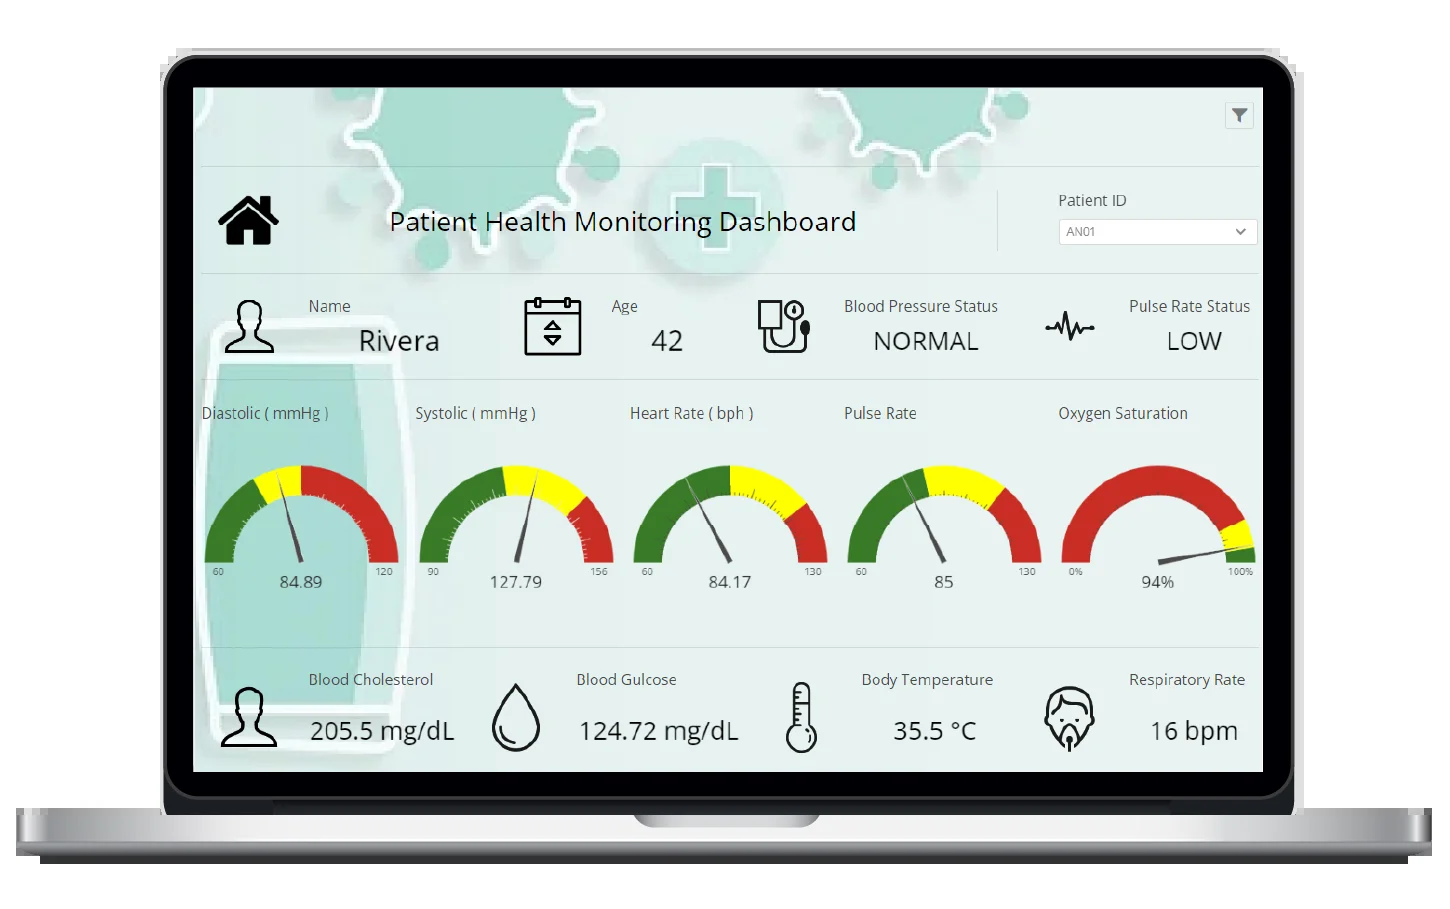 Patient Health Monitoring Dashboard
Patient ID
AN01
Name
Rivera
Age
42
Blood Pressure Status
NORMAL
Pulse Rate Status
LOW
Diastolic ( mmHg )
60
120
84.89
Systolic ( mmHg )
90
156
127.79
Heart Rate ( bph )
60
130
84.17
Pulse Rate
60
130
85
Oxygen Saturation
0%
100%
94%
Blood Cholesterol
205.5 mg/dL
Blood Gulcose
124.72 mg/dL
Body Temperature
35.5 °C
Respiratory Rate
16 bpm